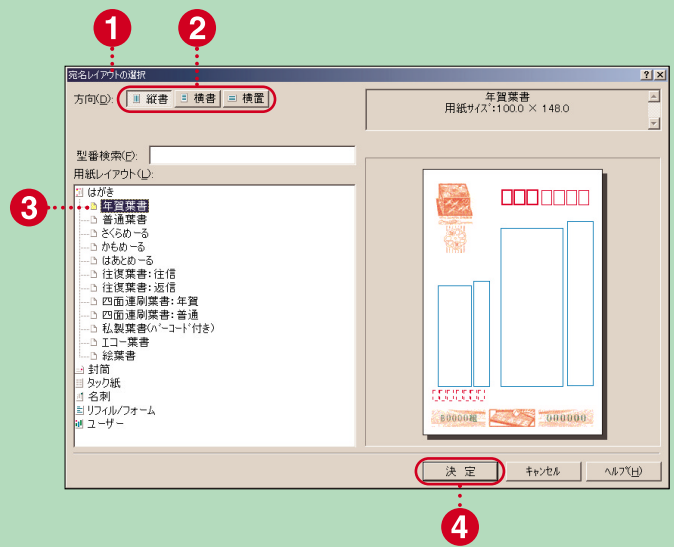 1
2
宛名レイアウトの選択
方向(D): 縦書 横書 横置
年賀葉書
用紙サイズ:100.0 × 148.0
型番検索(F):
用紙レイアウト(L):
はがき
3
年賀葉書
普通葉書
さくらめーる
かもめーる
はあとめーる
往復葉書:往信
往復葉書:返信
四面連刷葉書:年賀
四面連刷葉書:普通
私製葉書(バーコード付き)
エコー葉書
絵葉書
封筒
タック紙
名刺
リフィル/フォーム
ユーザー
B0000組 000000
決 定 キャンセル ヘルプ(H)
4